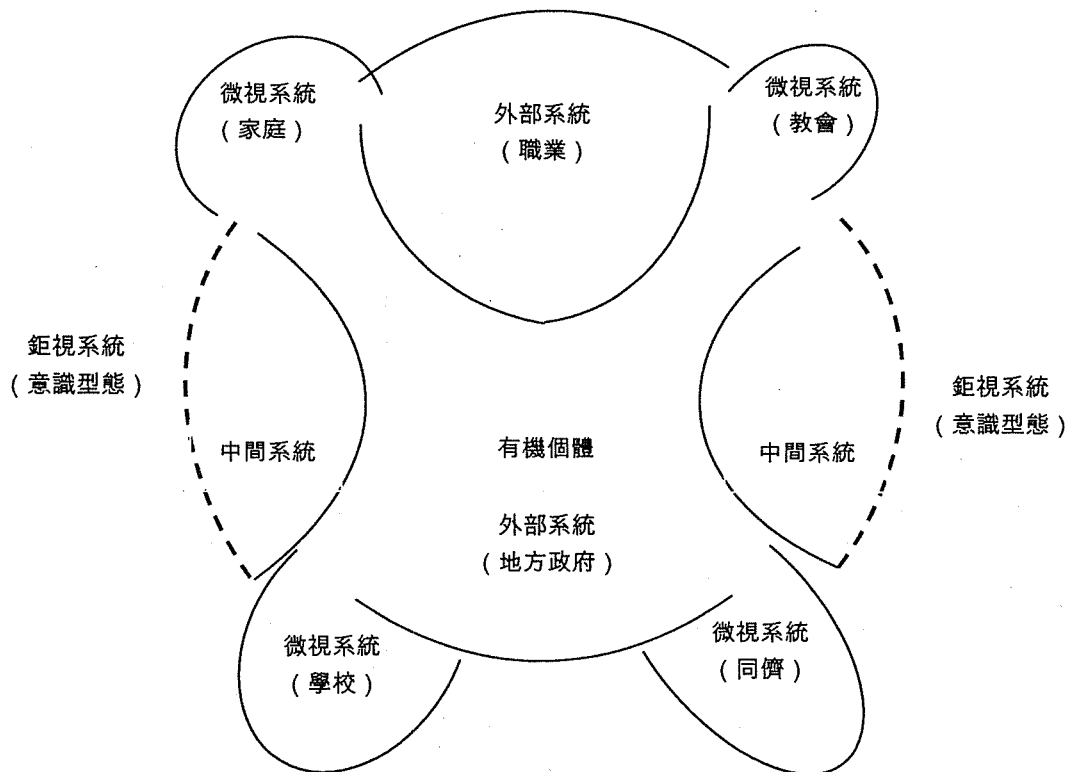 微視系統
（家庭）
外部系統
（職業）
微視系統
（教會）
鉅視系統
（意識型態）
中間系統
有機個體
外部系統
（地方政府）
中間系統
鉅視系統
（意識型態）
微視系統
（學校）
微視系統
（同儕）